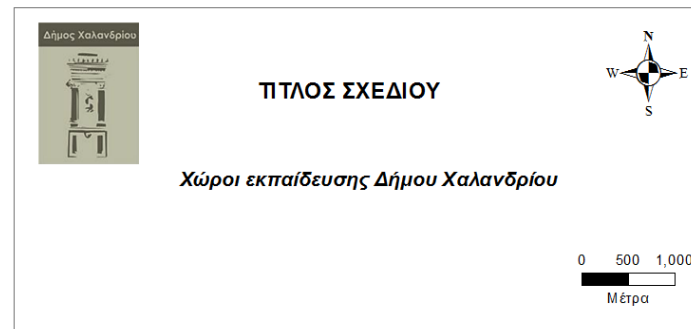 Δήμος Χαλανδρίου
N
ΤΙΤΛΟΣ ΣΧΕΔΙΟΥ
W E
S
Χώροι εκπαίδευσης Δήμου Χαλανδρίου
0 500 1,000
Μέτρα